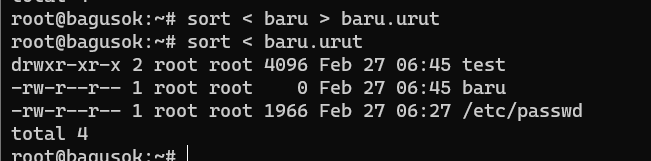 total 4
root@bagusok:~# sort < baru > baru.urut
root@bagusok:~# sort < baru.urut
drwxr-xr-x 2 root root 4096 Feb 27 06:45 test
-rw-r--r-- 1 root root    0 Feb 27 06:45 baru
-rw-r--r-- 1 root root 1966 Feb 27 06:27 /etc/passwd
total 4
root@bagusok:~#